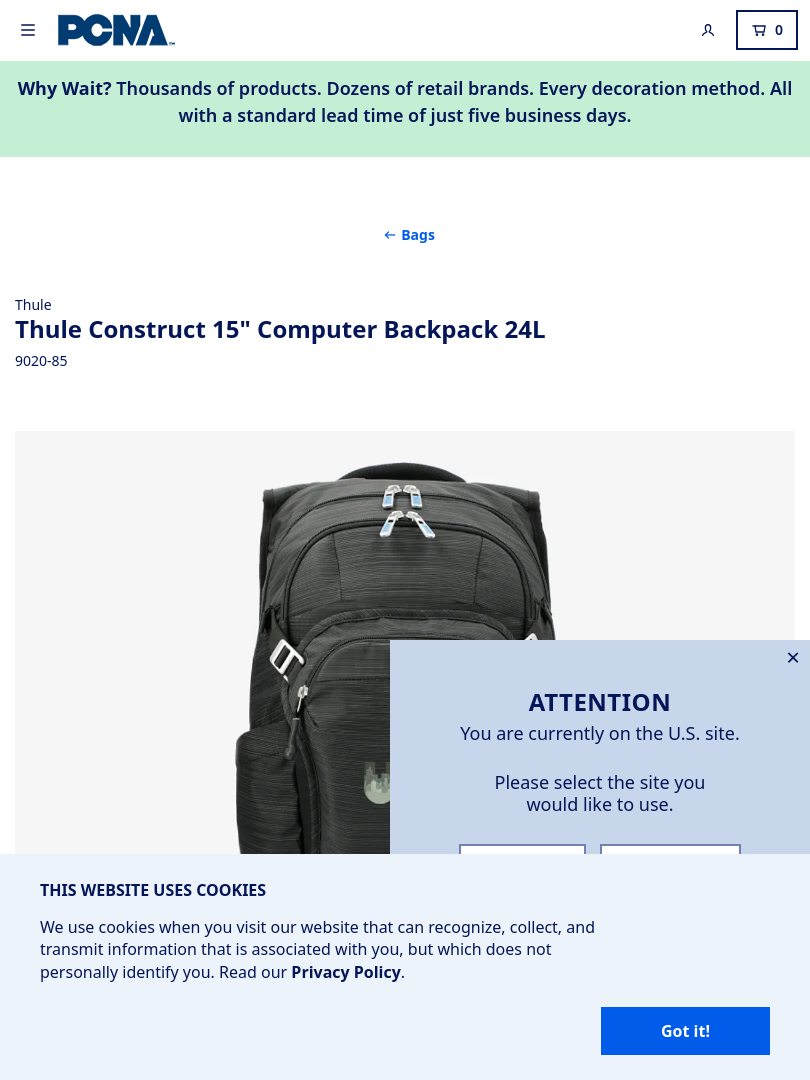 PCNA
0
Why Wait? Thousands of products. Dozens of retail brands. Every decoration method. All
with a standard lead time of just five business days.
← Bags
Thule
Thule Construct 15" Computer Backpack 24L
9020-85
ATTENTION
You are currently on the U.S. site.
Please select the site you
would like to use.
THIS WEBSITE USES COOKIES
We use cookies when you visit our website that can recognize, collect, and
transmit information that is associated with you, but which does not
personally identify you. Read our Privacy Policy.
Got it!